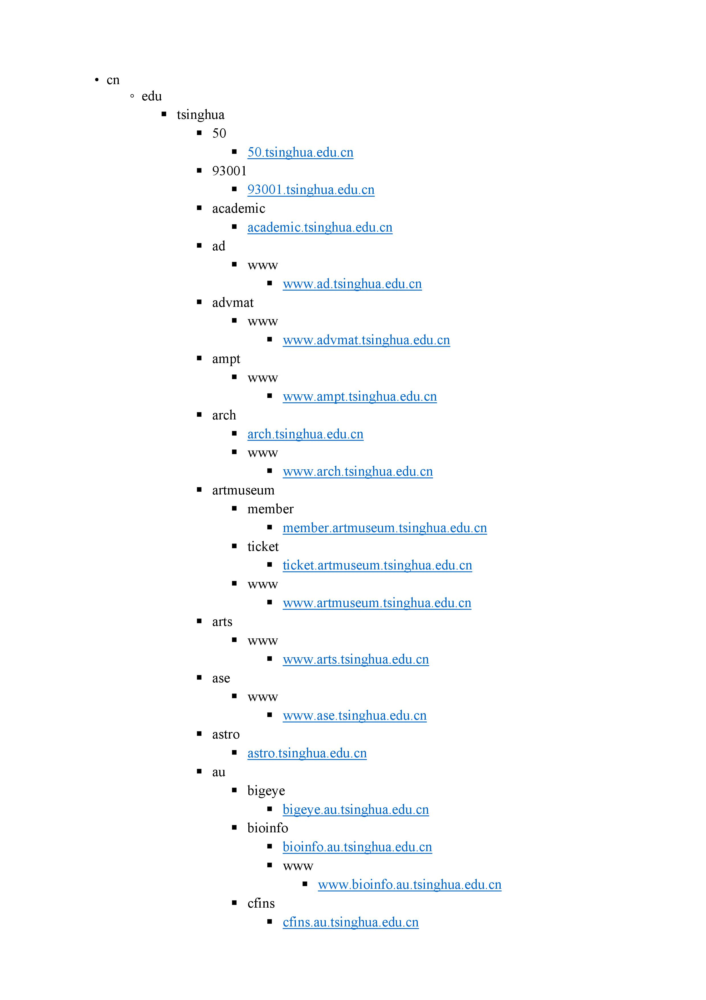 • cn
◦ edu
▪ tsinghua
▪ 50
▪ 50.tsinghua.edu.cn
▪ 93001
▪ 93001.tsinghua.edu.cn
▪ academic
▪ academic.tsinghua.edu.cn
▪ ad
▪ www
▪ www.ad.tsinghua.edu.cn
▪ advmat
▪ www
▪ www.advmat.tsinghua.edu.cn
▪ ampt
▪ www
▪ www.ampt.tsinghua.edu.cn
▪ arch
▪ arch.tsinghua.edu.cn
▪ www
▪ www.arch.tsinghua.edu.cn
▪ artmuseum
▪ member
▪ member.artmuseum.tsinghua.edu.cn
▪ ticket
▪ ticket.artmuseum.tsinghua.edu.cn
▪ www
▪ www.artmuseum.tsinghua.edu.cn
▪ arts
▪ www
▪ www.arts.tsinghua.edu.cn
▪ ase
▪ www
▪ www.ase.tsinghua.edu.cn
▪ astro
▪ astro.tsinghua.edu.cn
▪ au
▪ bigeye
▪ bigeye.au.tsinghua.edu.cn
▪ bioinfo
▪ bioinfo.au.tsinghua.edu.cn
▪ www
▪ www.bioinfo.au.tsinghua.edu.cn
▪ cfins
▪ cfins.au.tsinghua.edu.cn